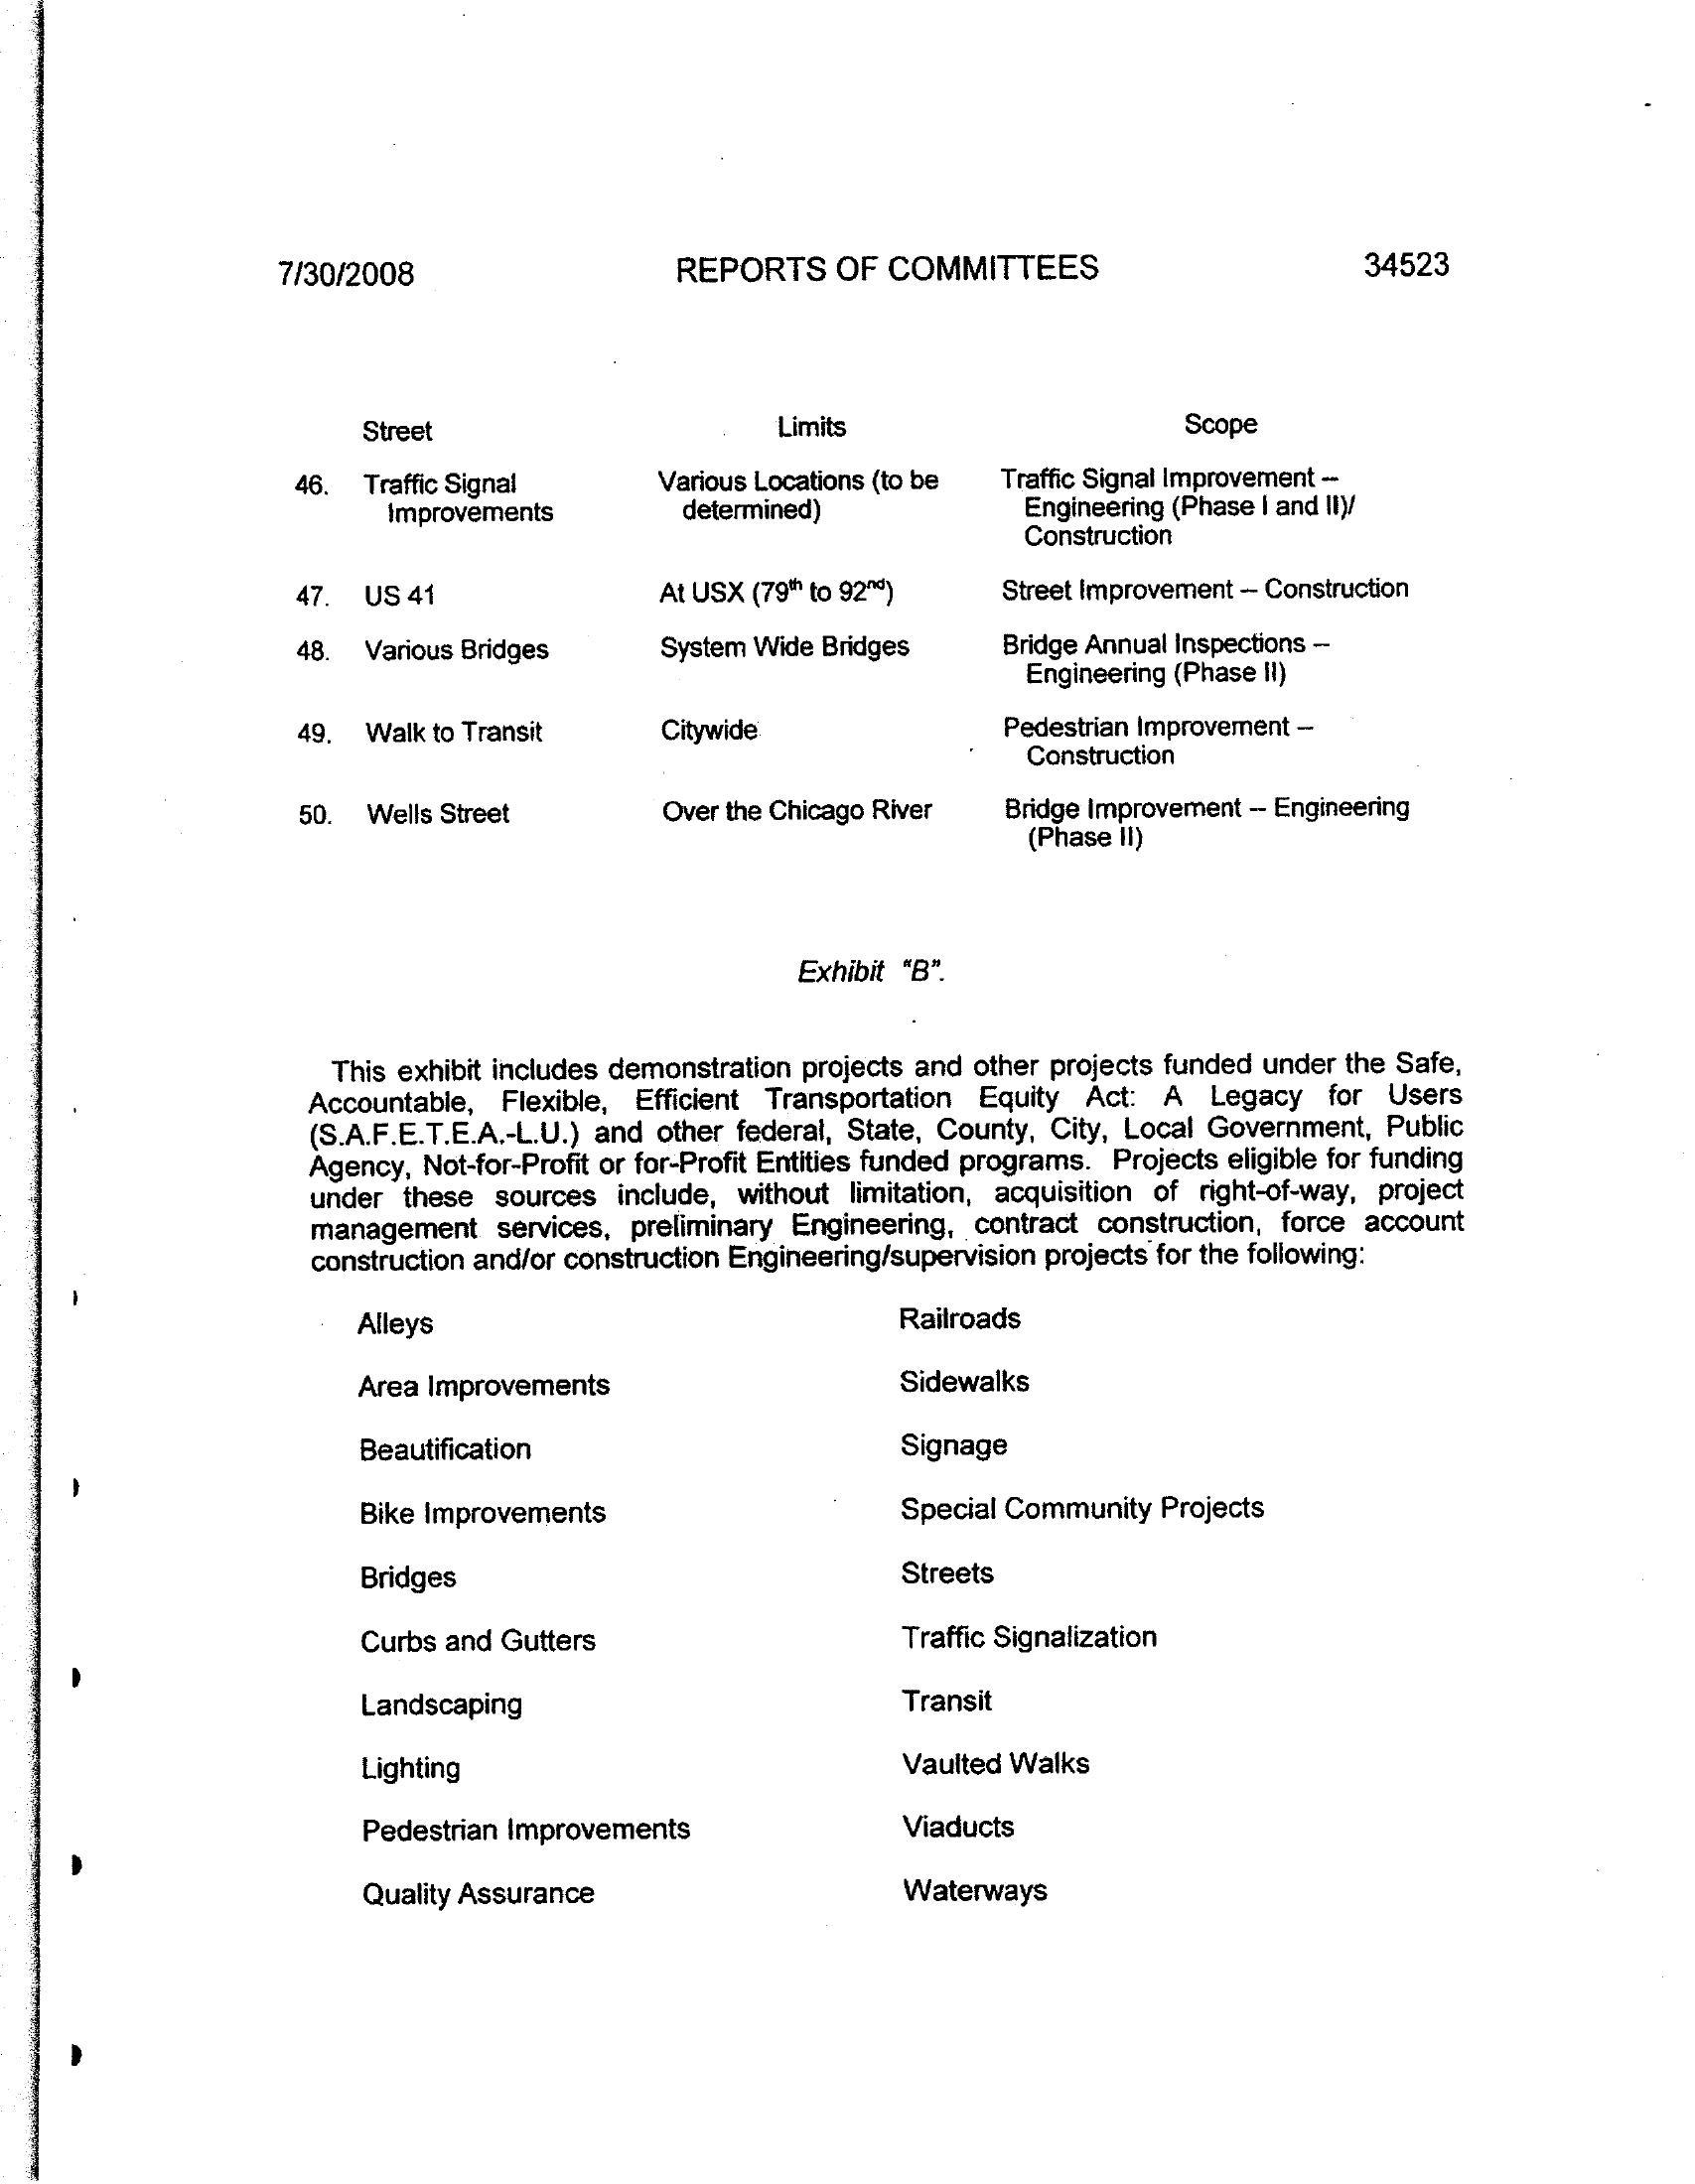 7/30/2008 REPORTS OF COMMITTEES 34523
Street Limits Scope
46. Traffic Signal Various Locations (to be Traffic Signal Improvement –
Improvements determined) Engineering (Phase I and II)/
Construction
47. US 41 At USX (79th to 92nd) Street Improvement – Construction
48. Various Bridges System Wide Bridges Bridge Annual Inspections –
Engineering (Phase II)
49. Walk to Transit Citywide Pedestrian Improvement –
Construction
50. Wells Street Over the Chicago River Bridge Improvement – Engineering
(Phase II)
Exhibit “B”.
This exhibit includes demonstration projects and other projects funded under the Safe,
Accountable, Flexible, Efficient Transportation Equity Act: A Legacy for Users
(S.A.F.E.T.E.A.-L.U.) and other federal, State, County, City, Local Government, Public
Agency, Not-for-Profit or for-Profit Entities funded programs. Projects eligible for funding
under these sources include, without limitation, acquisition of right-of-way, project
management services, preliminary Engineering, contract construction, force account
construction and/or construction Engineering/supervision projects for the following:
Alleys Railroads
Area Improvements Sidewalks
Beautification Signage
Bike Improvements Special Community Projects
Bridges Streets
Curbs and Gutters Traffic Signalization
Landscaping Transit
Lighting Vaulted Walks
Pedestrian Improvements Viaducts
Quality Assurance Waterways